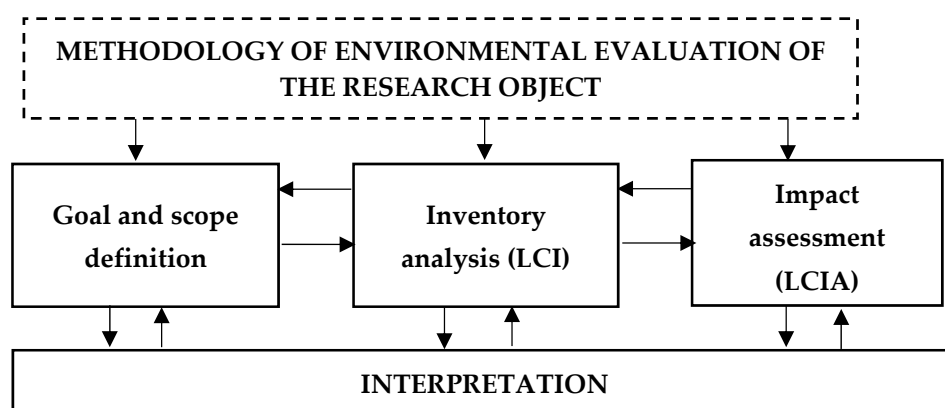 METHODOLOGY OF ENVIRONMENTAL EVALUATION OF
THE RESEARCH OBJECT
Goal and scope
definition
Inventory
analysis (LCI)
Impact
assessment
(LCIA)
INTERPRETATION